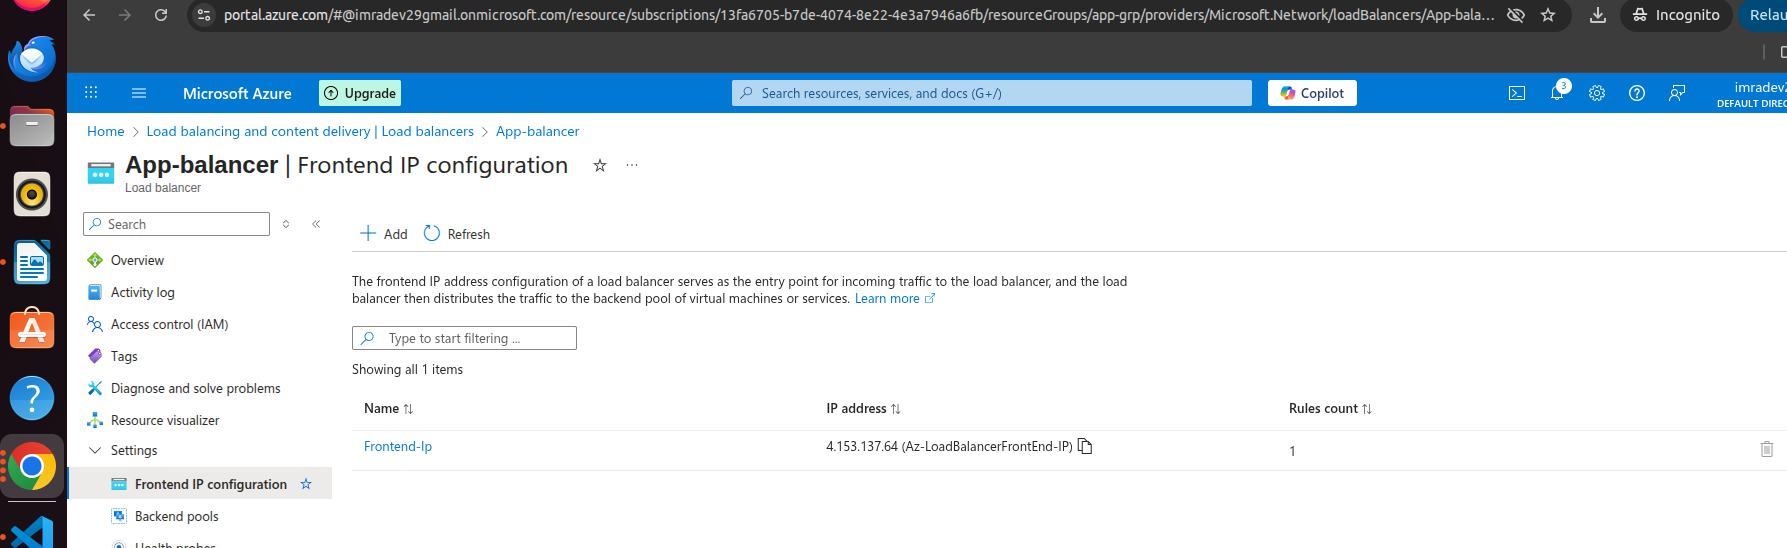 portal.azure.com/#@imradev29gmail.onmicrosoft.com/resource/subscriptions/13fa6705-b7de-4074-8e22-4e3a7946a6fb/resourceGroups/app-grp/providers/Microsoft.Network/loadBalancers/App-bala...
Incognito
Relau
Microsoft Azure
Upgrade
Search resources, services, and docs (G+/)
Copilot
3
imradev2
DEFAULT DIREC
Home > Load balancing and content delivery | Load balancers > App-balancer
App-balancer | Frontend IP configuration
Load balancer
Search
Add
Refresh
Overview
Activity log
Access control (IAM)
Tags
Diagnose and solve problems
Resource visualizer
Settings
Frontend IP configuration
Backend pools
Health probes
The frontend IP address configuration of a load balancer serves as the entry point for incoming traffic to the load balancer, and the load
balancer then distributes the traffic to the backend pool of virtual machines or services. Learn more
Type to start filtering ...
Showing all 1 items
Name
IP address
Rules count
Frontend-Ip
4.153.137.64 (Az-LoadBalancerFrontEnd-IP)
1